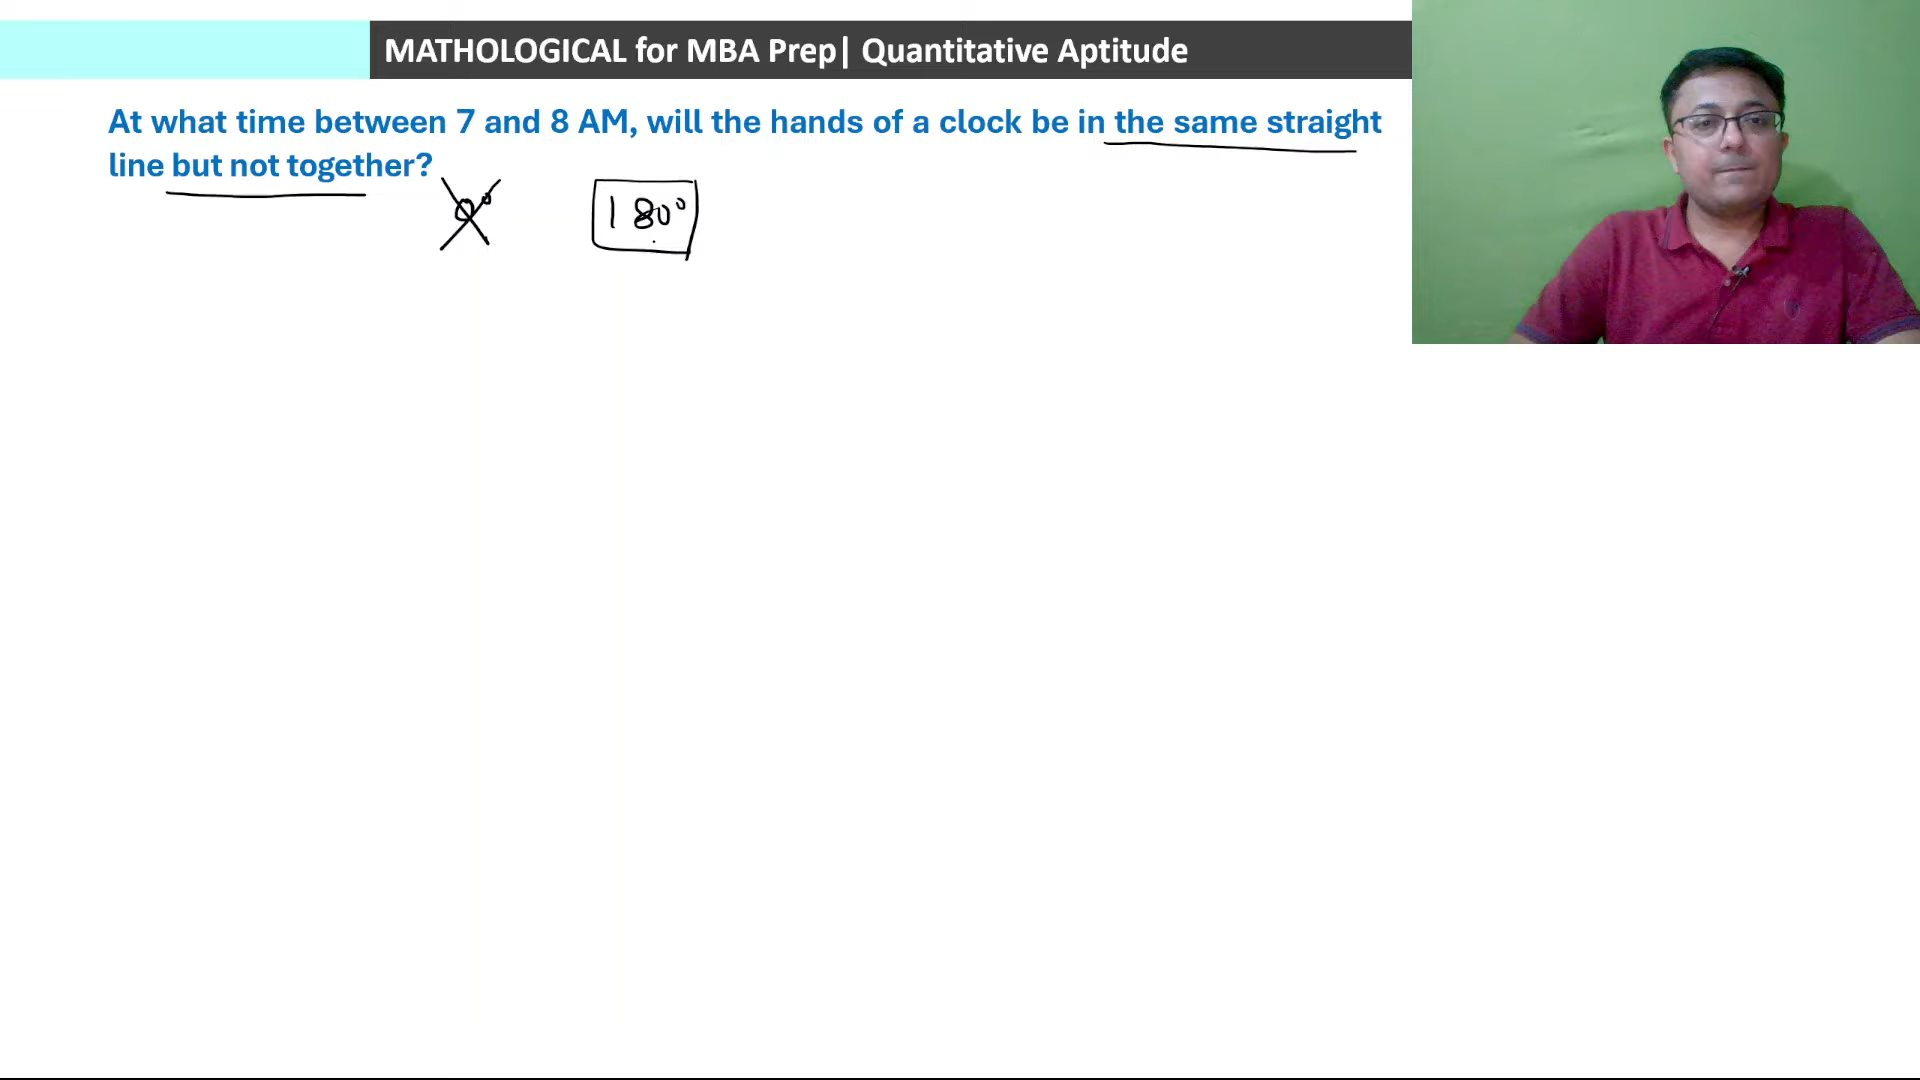 MATHOLOGICAL for MBA Prep| Quantitative Aptitude
At what time between 7 and 8 AM, will the hands of a clock be in the same straight
line but not together?
0° 180°